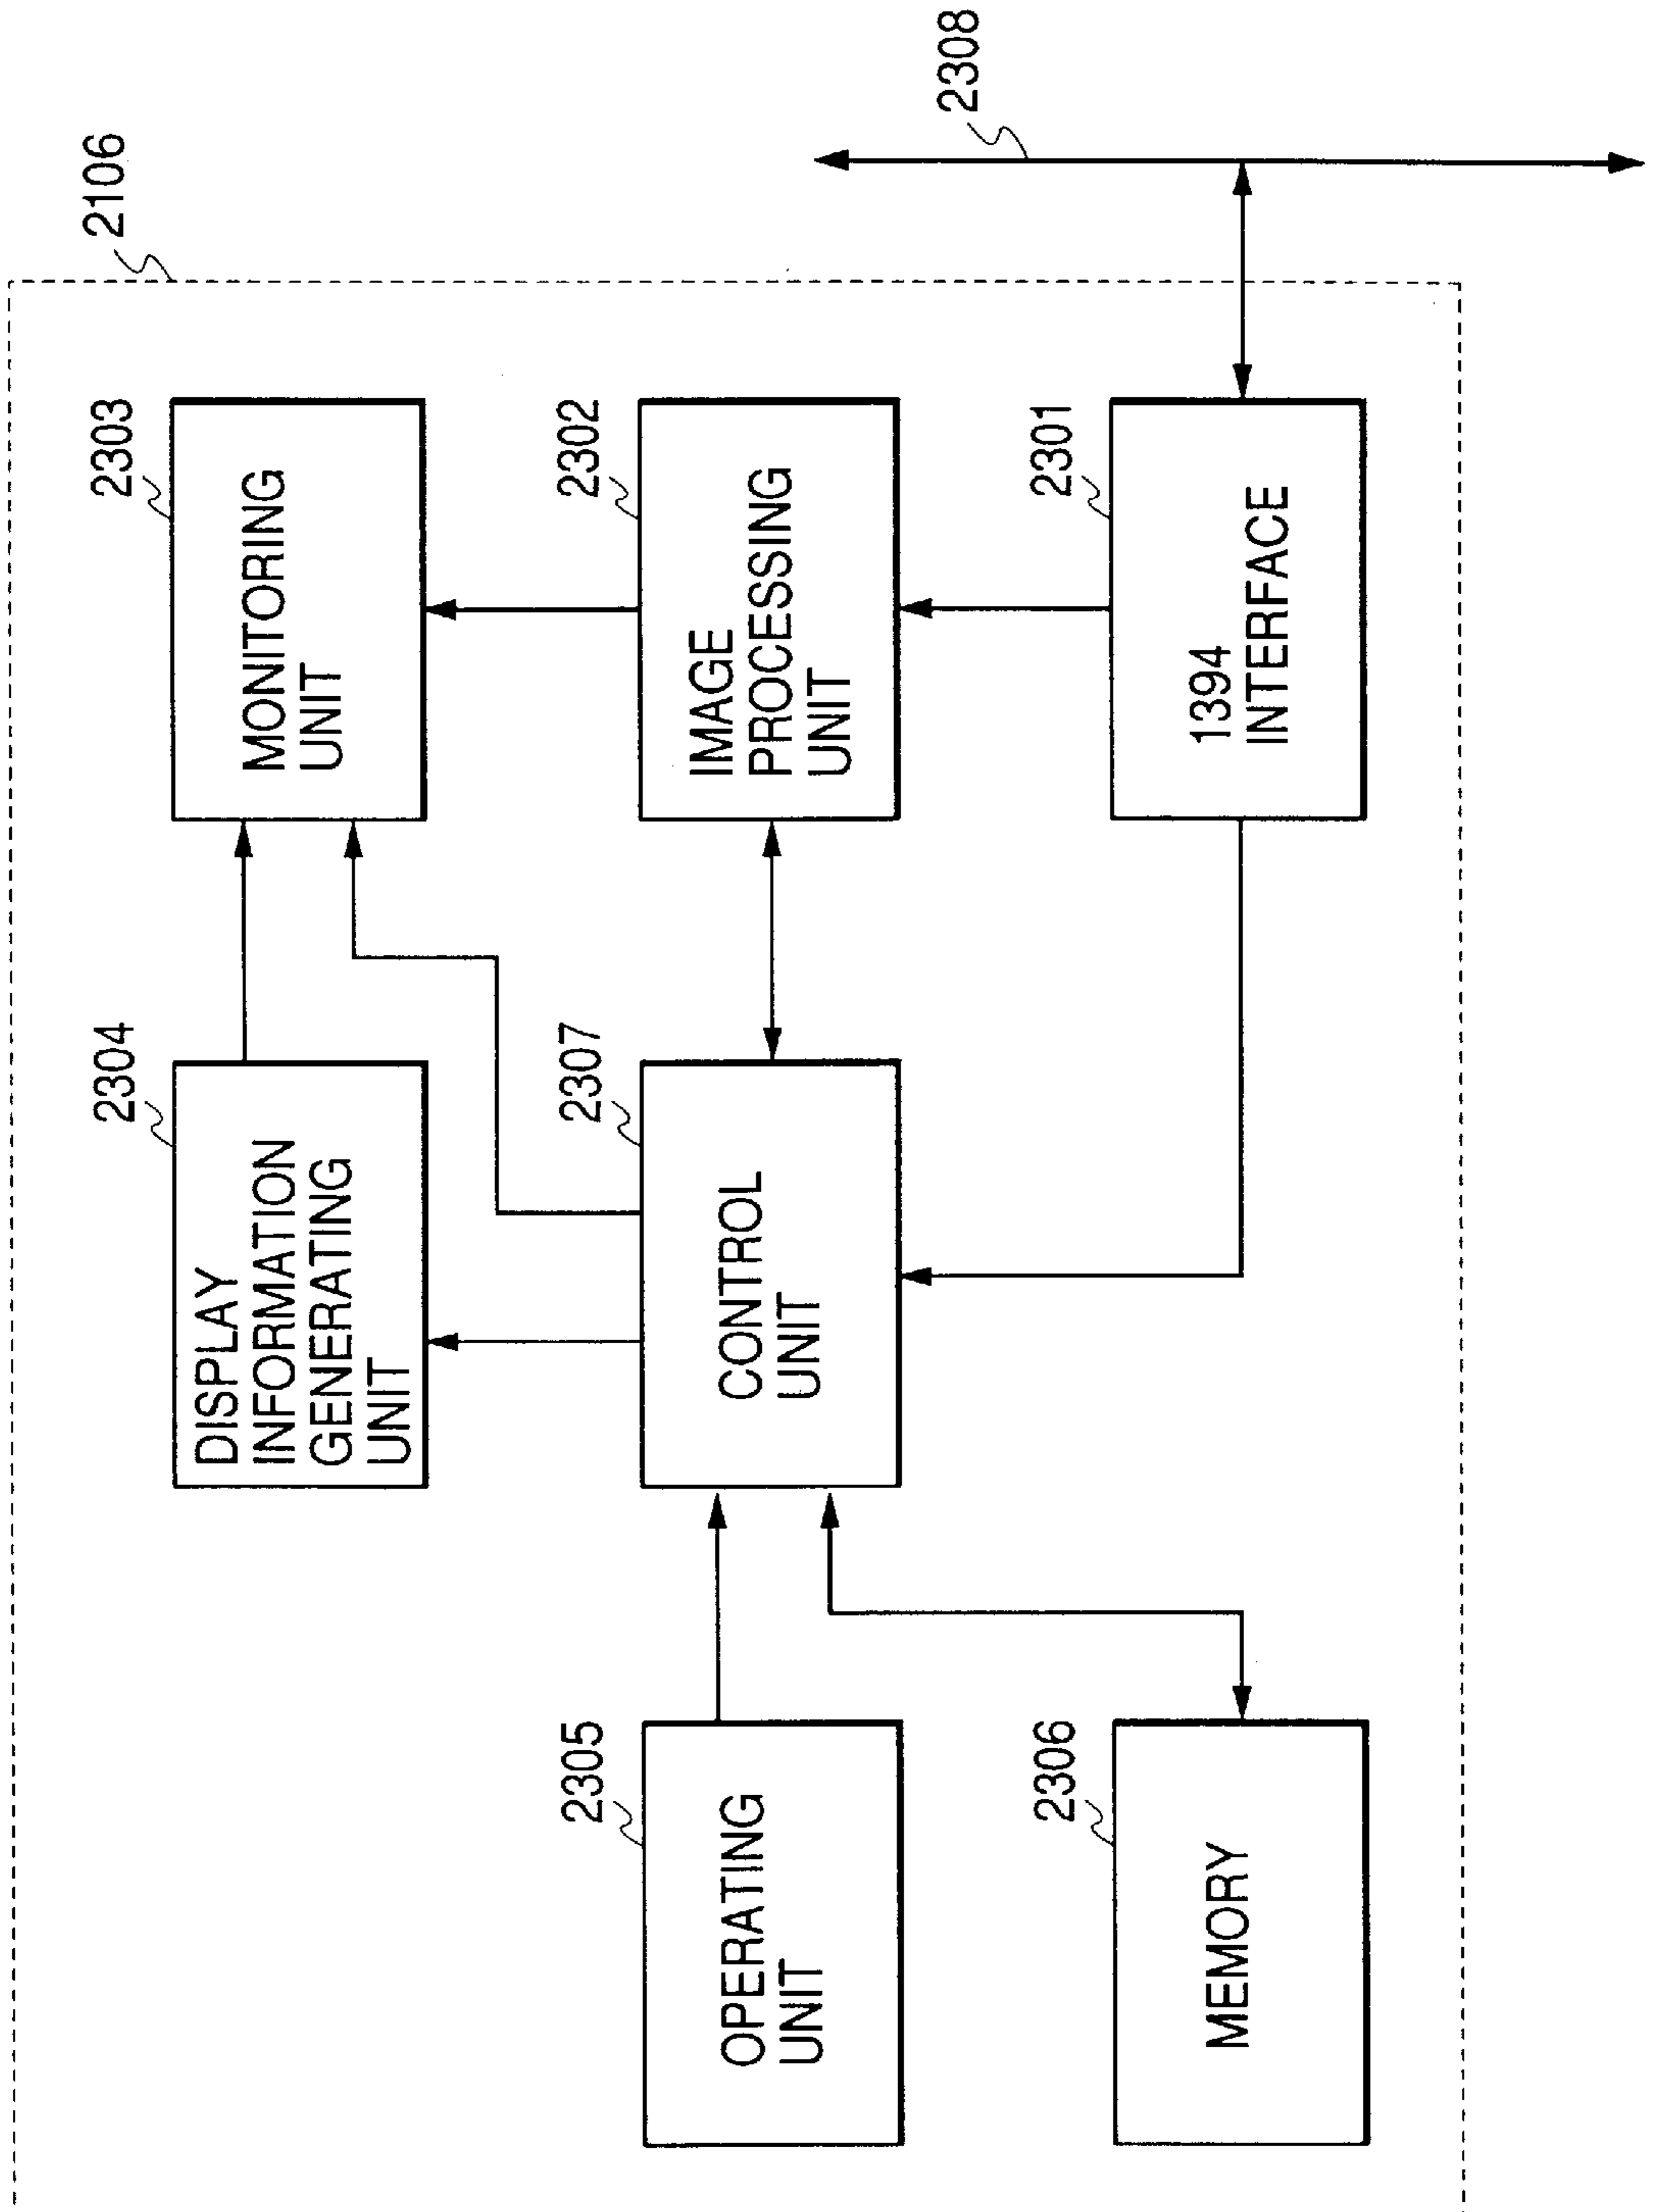 2106
2304
DISPLAY
INFORMATION
GENERATING
UNIT
2303
MONITORING
UNIT
2305
OPERATING
UNIT
2307
CONTROL
UNIT
2302
IMAGE
PROCESSING
UNIT
2308
2306
MEMORY
2301
1394
INTERFACE